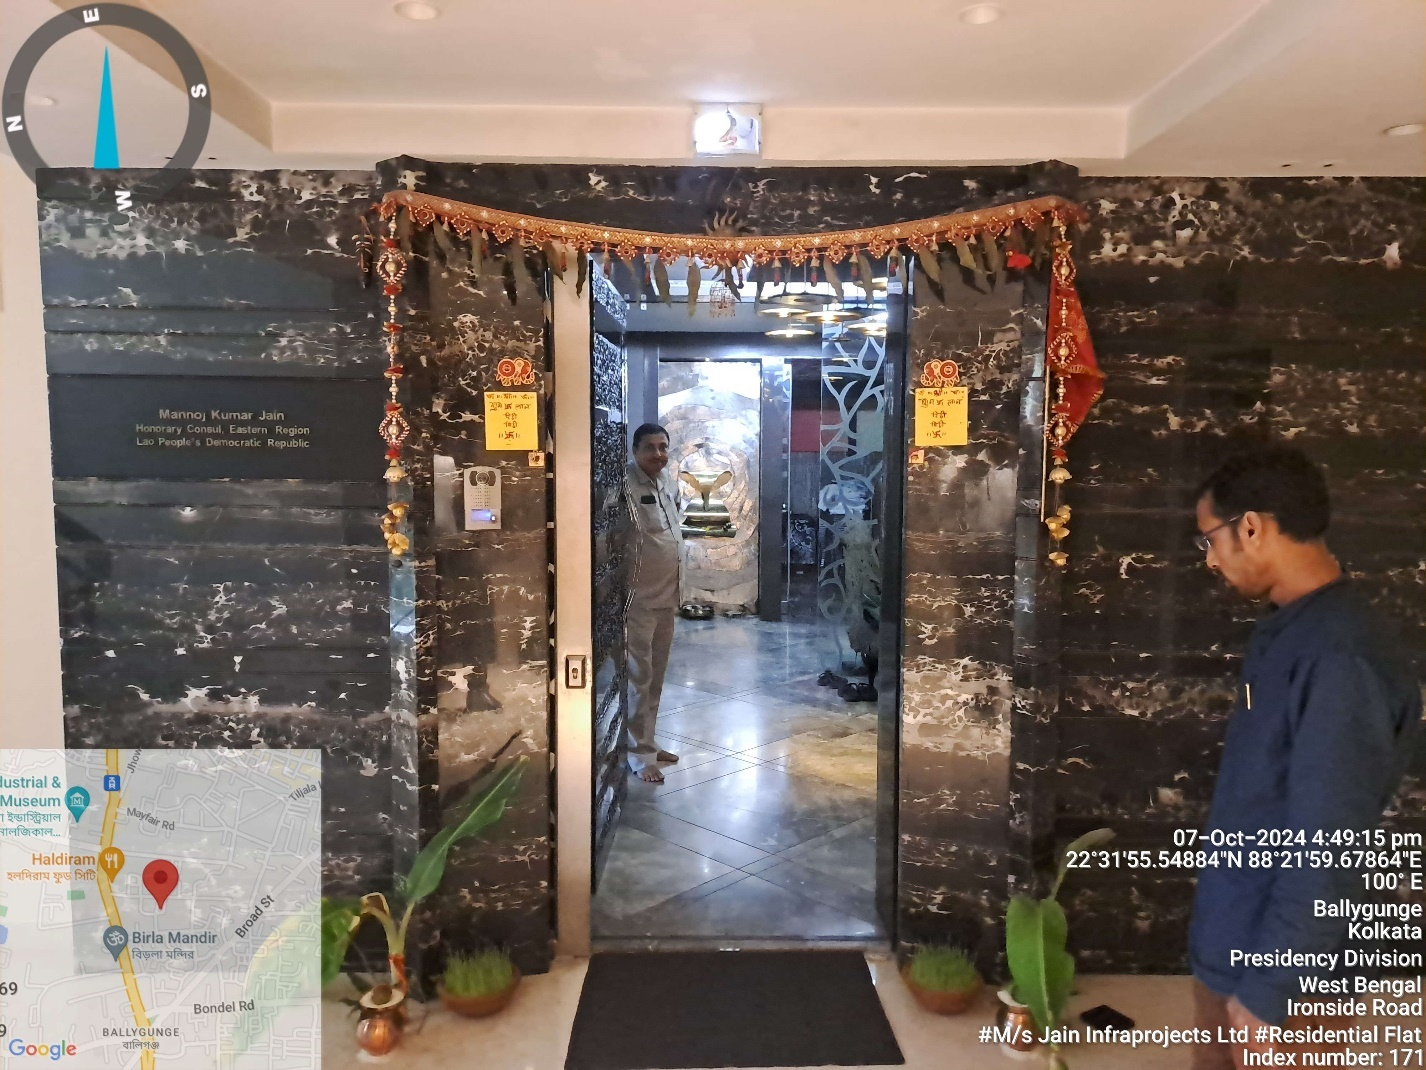 E
S
N
W
Mannoj Kumar Jain
Honorary Consul, Eastern Region
Lao People's Democratic Republic
dustrial &
Museum
Mayfair Rd
Tiljala
Haldiram
হলদিরাম ফুড সিটি
Broad St
Birla Mandir
বিড়লা মন্দির
69
9
Bondel Rd
BALLYGUNGE
বালিগঞ্জ
Google
07-Oct-2024 4:49:15 pm
22°31'55.54884"N 88°21'59.67864"E
100° E
Ballygunge
Kolkata
Presidency Division
West Bengal
Ironside Road
#M/s Jain Infraprojects Ltd #Residential Flat
Index number: 171